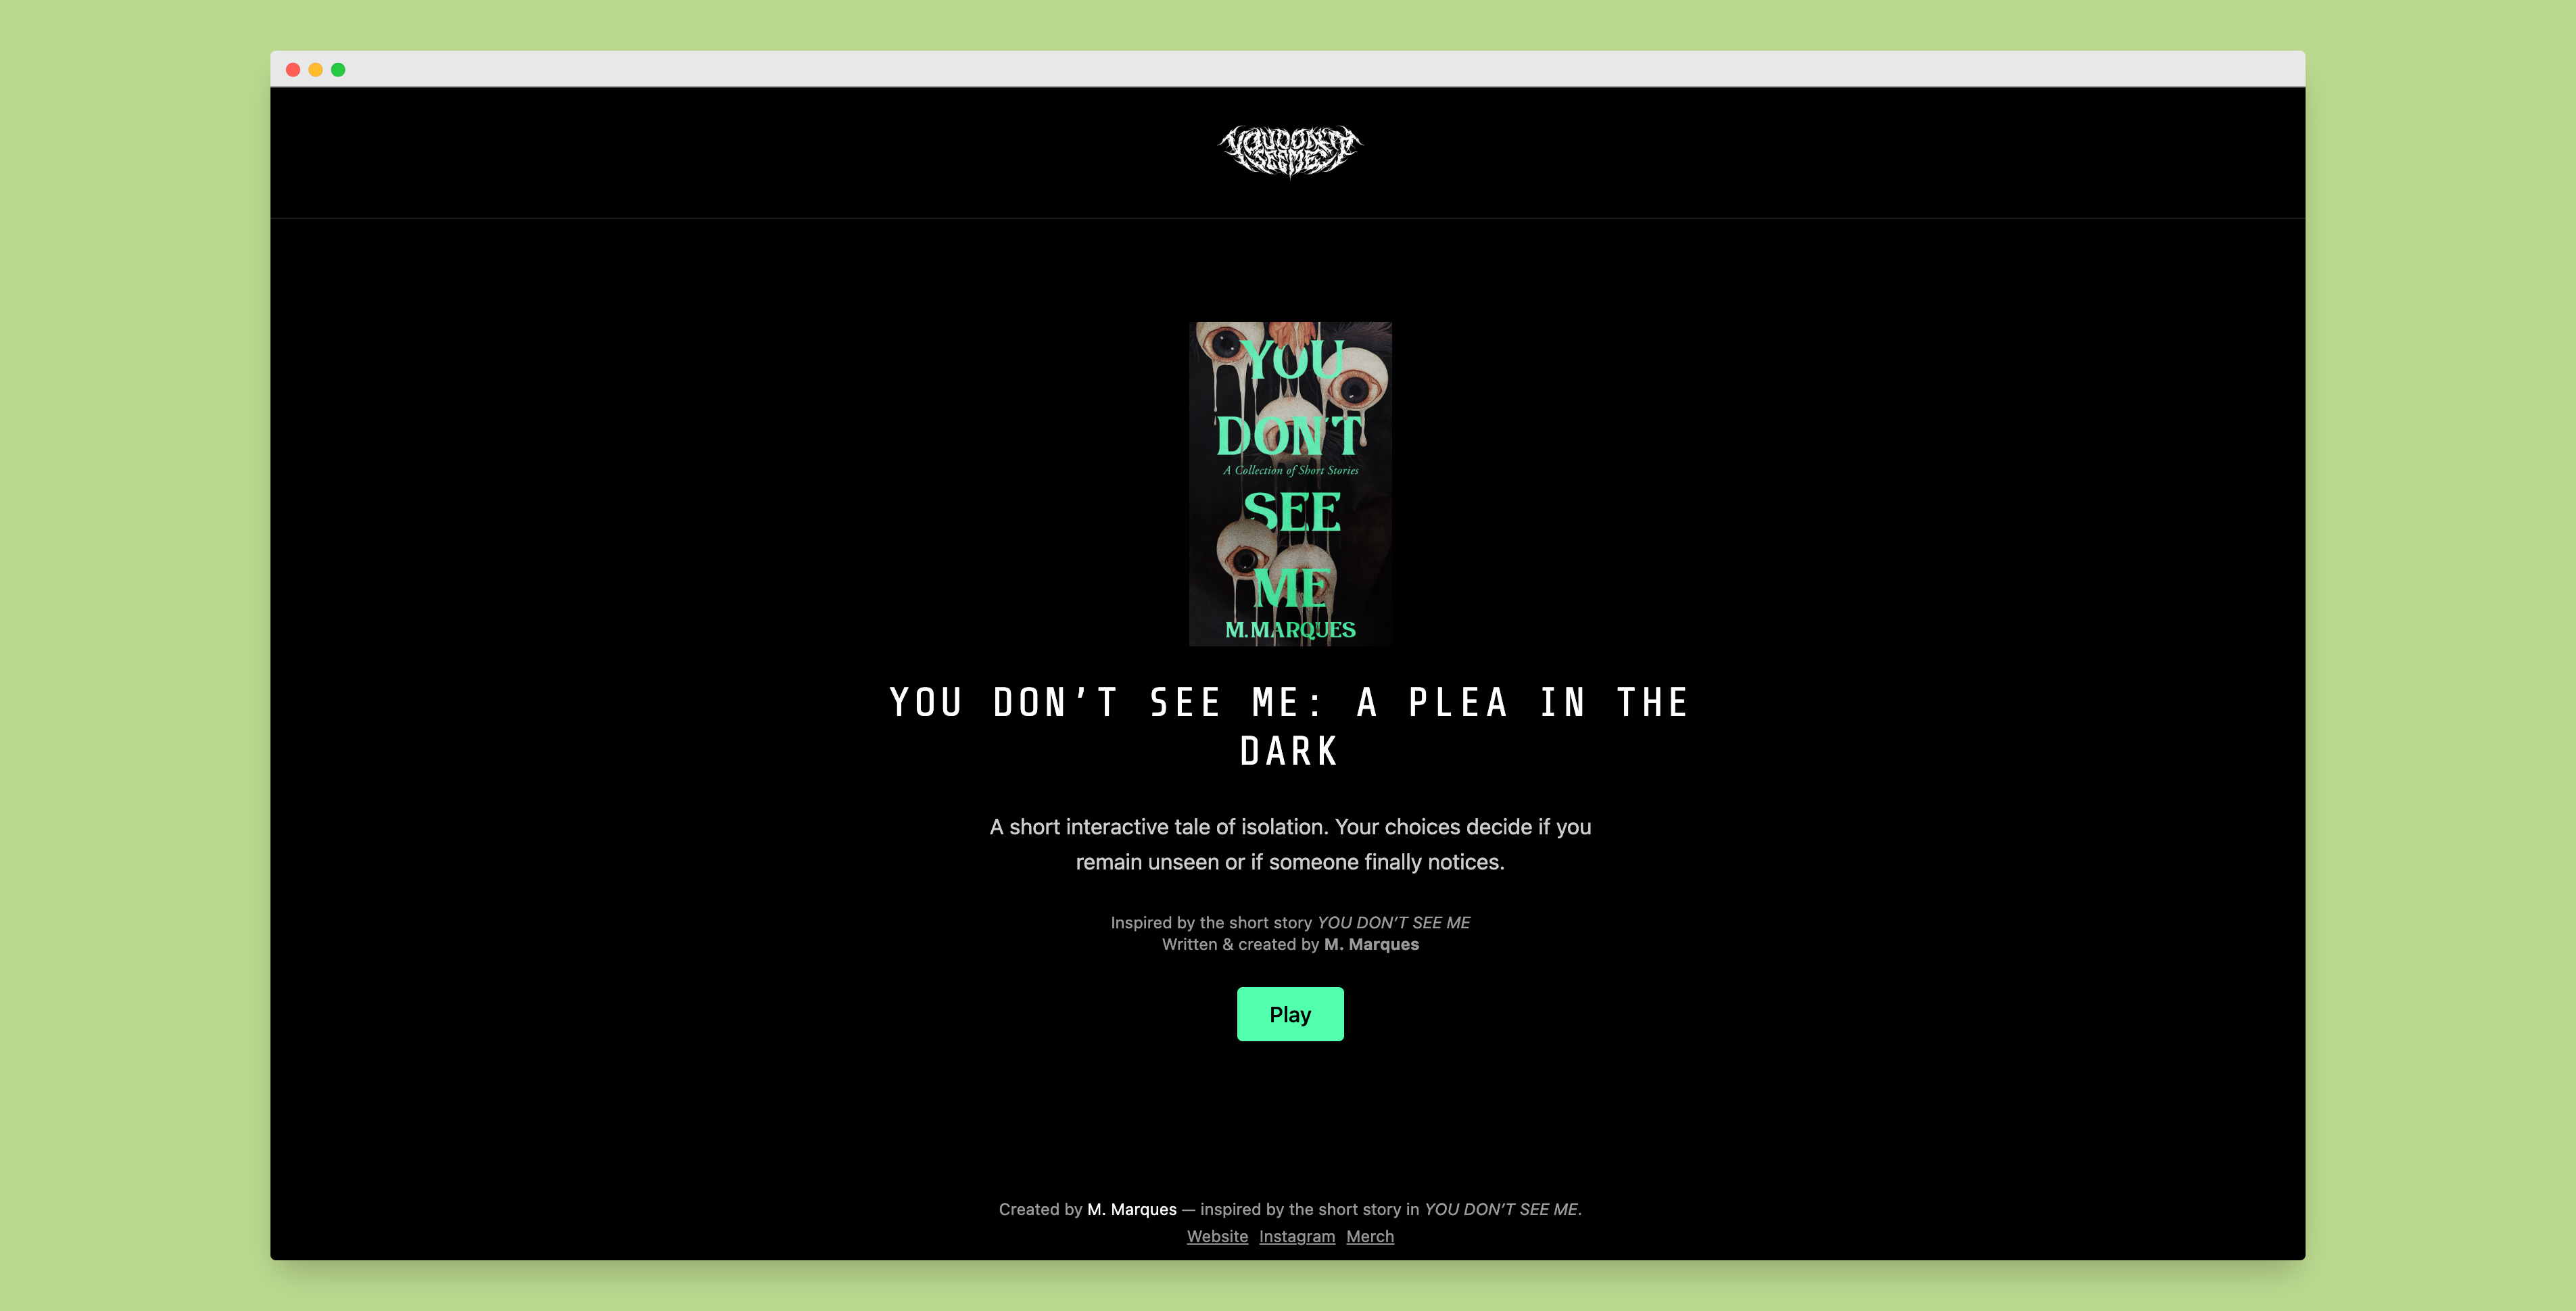 YOU DON'T
SEE ME
YOU
DON'T
A Collection of Short Stories
SEE
ME
M. MARQUES
YOU DON’T SEE ME: A PLEA IN THE
DARK
A short interactive tale of isolation. Your choices decide if you
remain unseen or if someone finally notices.
Inspired by the short story YOU DON’T SEE ME
Written & created by M. Marques
Play
Created by M. Marques — inspired by the short story in YOU DON’T SEE ME.
Website Instagram Merch